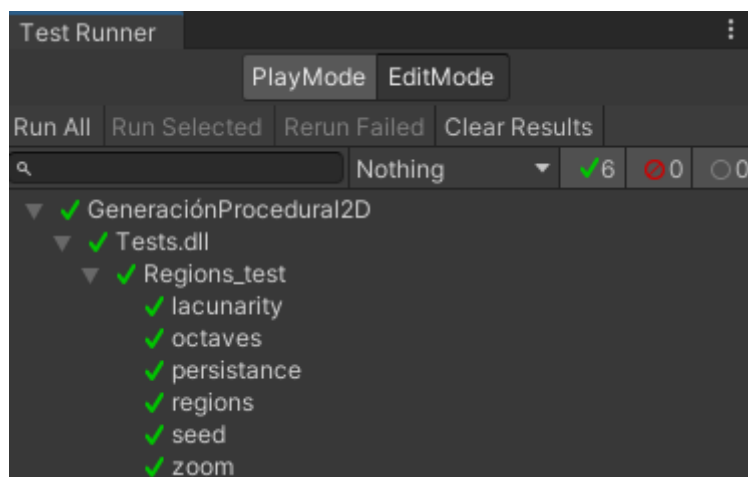 Test Runner
PlayMode EditMode
Run All Run Selected Rerun Failed Clear Results
Nothing 6 0 0
GeneraciónProcedural2D
Tests.dll
Regions_test
lacunarity
octaves
persistance
regions
seed
zoom